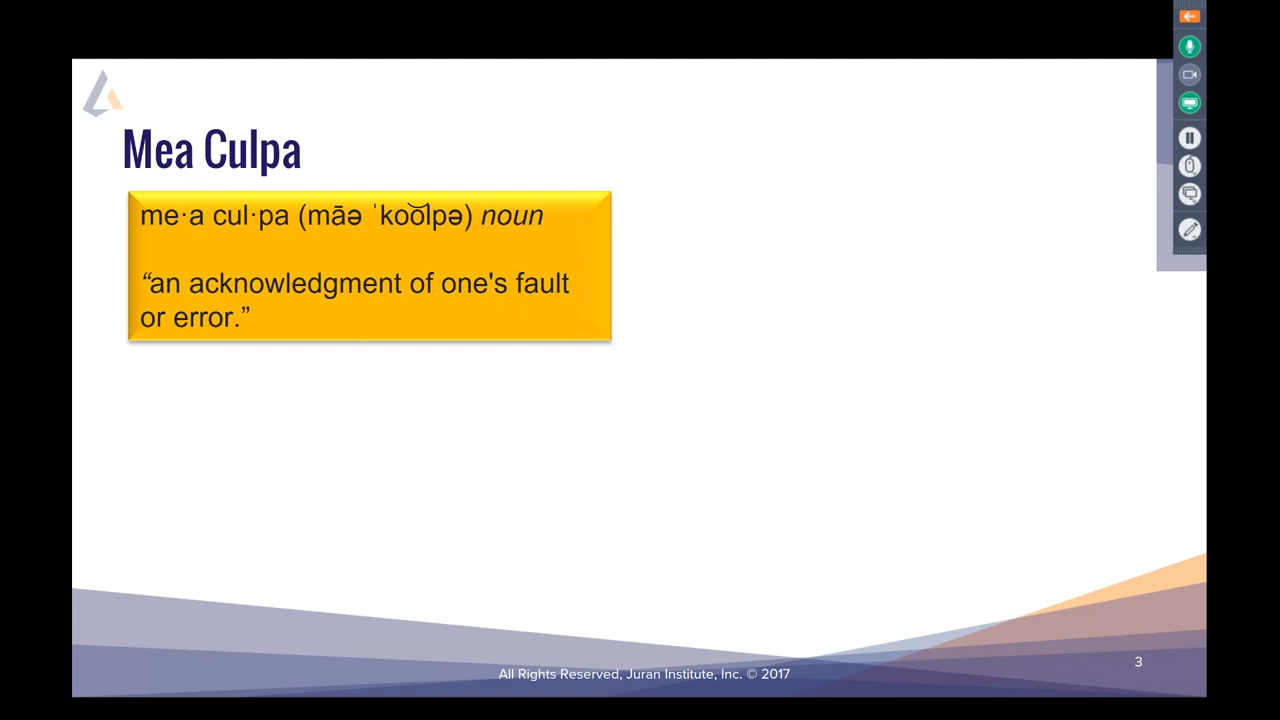 Mea Culpa
me·a cul·pa (māə ˈko͝olpə) noun
“an acknowledgment of one's fault
or error.”
3
All Rights Reserved, Juran Institute, Inc. © 2017